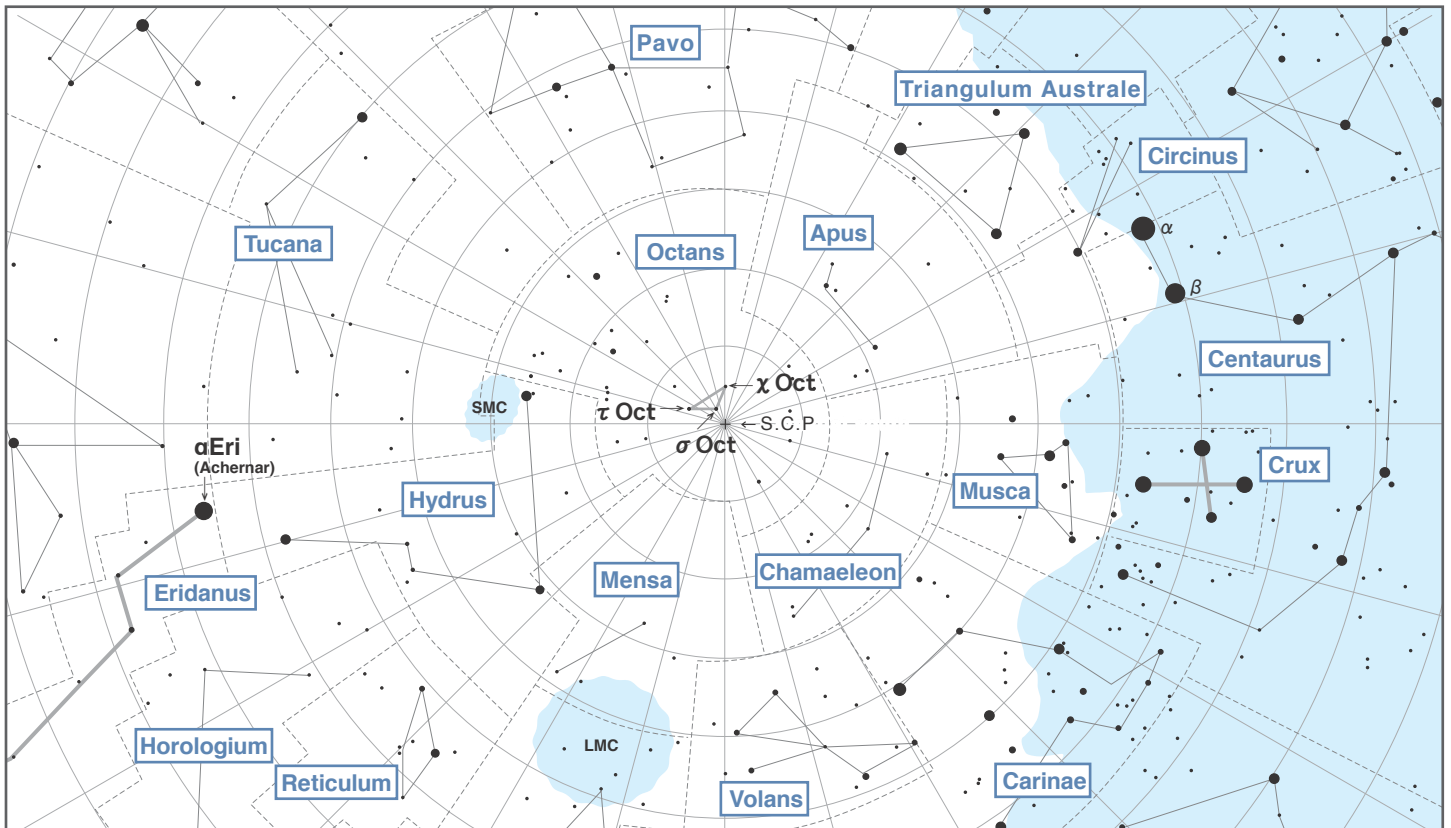 Pavo
Triangulum Australe
Circinus
Apus
α
Tucana
Octans
β
Centaurus
χ Oct
SMC
τ Oct
S.C.P
σ Oct
αEri
(Achernar)
Crux
Hydrus
Musca
Chamaeleon
Mensa
Eridanus
Horologium
LMC
Reticulum
Carinae
Volans